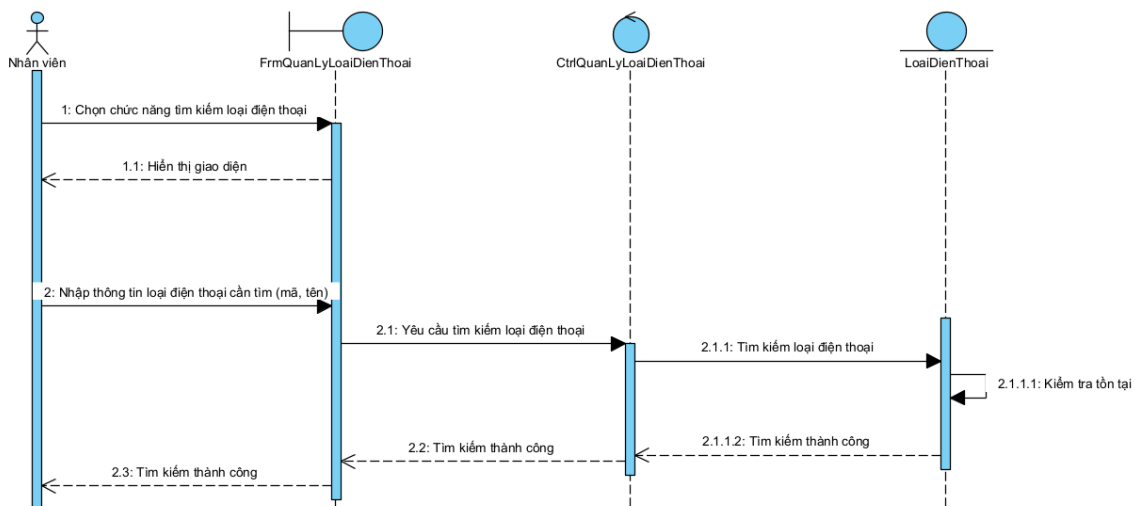 Nhân viên
FrmQuanLyLoaiDienThoai
CtrlQuanLyLoaiDienThoai
LoaiDienThoai
1: Chọn chức năng tìm kiếm loại điện thoại
1.1: Hiển thị giao diện
2: Nhập thông tin loại điện thoại cần tìm (mã, tên)
2.1: Yêu cầu tìm kiếm loại điện thoại
2.1.1: Tìm kiếm loại điện thoại
2.1.1.1: Kiểm tra tồn tại
2.1.1.2: Tìm kiếm thành công
2.2: Tìm kiếm thành công
2.3: Tìm kiếm thành công